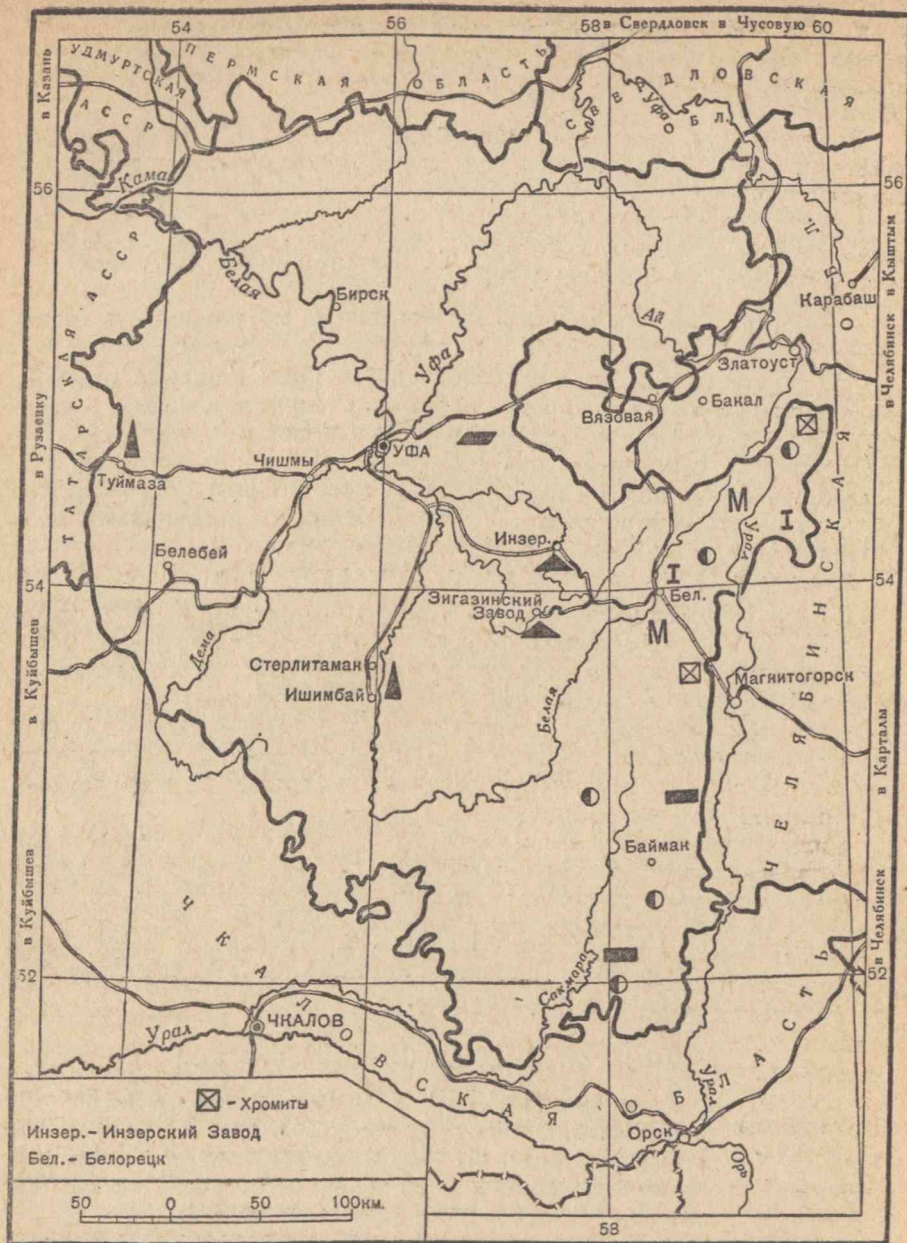 54
56
58
в Свердловск
в Чусовую
60
в Казань
УДМУРТСКАЯ
АССР
ПЕРМСКАЯ ОБЛАСТЬ
СВЕРДЛОВСКАЯ
ОБЛ.
Уфа
Кама
56
56
ТАТАРСКАЯ АССР
Белая
Бирск
Уфа
Ай
Карабаш
в Кыштым
в Челябинск
Златоуст
Вязовая
Бакал
в Рузаевку
Туймаза
Чишмы
УФА
М
I
Урал
Инзер.
Белебей
I
54
54
Бел.
Зигазинский
Завод
М
Дема
Стерлитамак
Ишимбай
Белая
Магнитогорск
в Куйбышев
в Карталы
ЧЕЛЯБИНСКАЯ ОБЛ.
Баймак
в Куйбышев
в Челябинск
52
52
Сакмара
Урал
ЧКАЛОВ
ЧКАЛОВСКАЯ ОБЛАСТЬ
Урал
Орск
Орь
58
- Хромиты
Инзер.- Инзерский Завод
Бел.- Белорецк
50 0 50 100км.